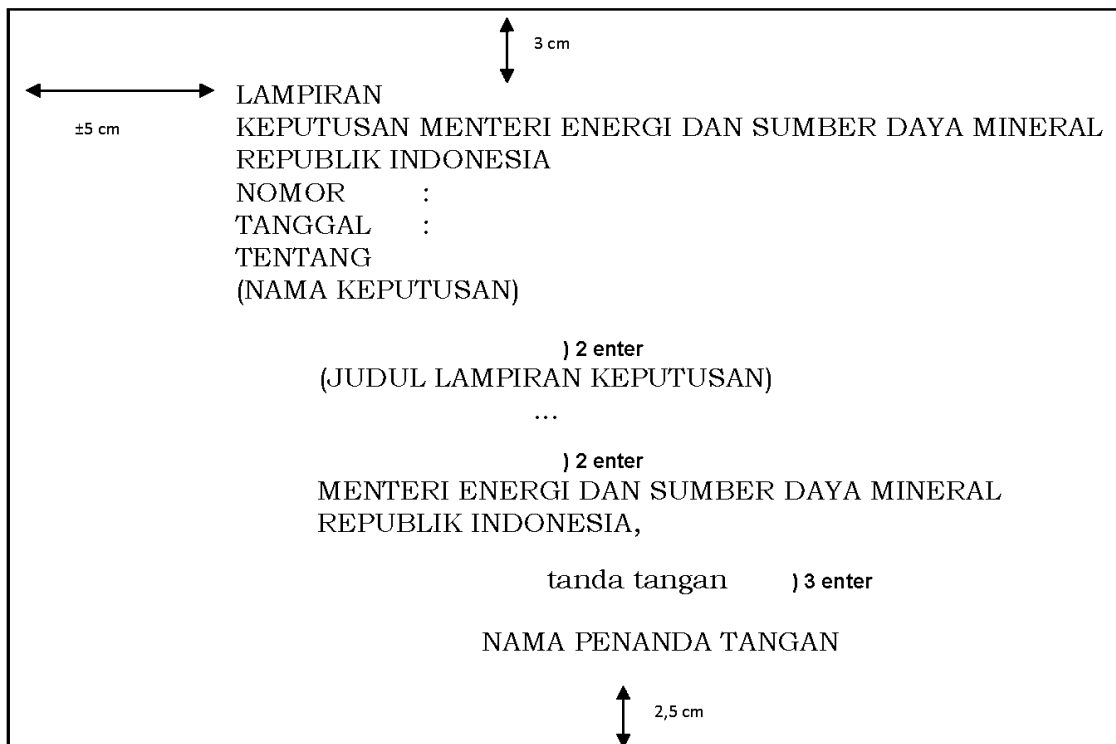 3 cm
LAMPIRAN
±5 cm
KEPUTUSAN MENTERI ENERGI DAN SUMBER DAYA MINERAL
REPUBLIK INDONESIA
NOMOR :
TANGGAL :
TENTANG
(NAMA KEPUTUSAN)
) 2 enter
(JUDUL LAMPIRAN KEPUTUSAN)
...
) 2 enter
MENTERI ENERGI DAN SUMBER DAYA MINERAL
REPUBLIK INDONESIA,
tanda tangan ) 3 enter
NAMA PENANDA TANGAN
2,5 cm